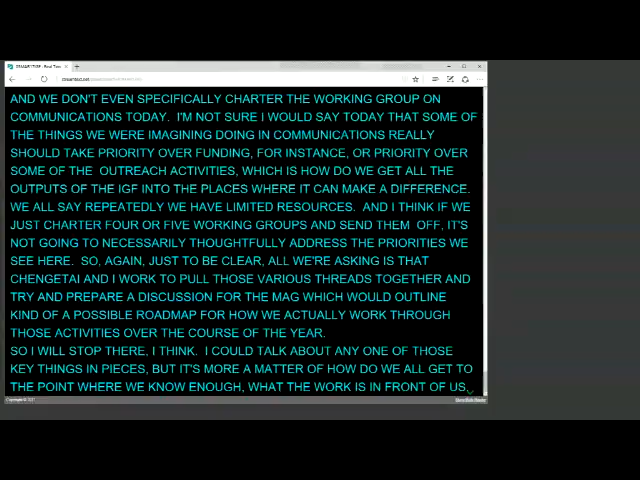 AND WE DON'T EVEN SPECIFICALLY CHARTER THE WORKING GROUP ON
COMMUNICATIONS TODAY.  I'M NOT SURE I WOULD SAY TODAY THAT SOME OF
THE THINGS WE WERE IMAGINING DOING IN COMMUNICATIONS REALLY
SHOULD TAKE PRIORITY OVER FUNDING, FOR INSTANCE, OR PRIORITY OVER
SOME OF THE  OUTREACH ACTIVITIES, WHICH IS HOW DO WE GET ALL THE
OUTPUTS OF THE IGF INTO THE PLACES WHERE IT CAN MAKE A DIFFERENCE.
WE ALL SAY REPEATEDLY WE HAVE LIMITED RESOURCES.  AND I THINK IF WE
JUST CHARTER FOUR OR FIVE WORKING GROUPS AND SEND THEM  OFF, IT'S
NOT GOING TO NECESSARILY THOUGHTFULLY ADDRESS THE PRIORITIES WE
SEE HERE.  SO, AGAIN, JUST TO BE CLEAR, ALL WE'RE ASKING IS THAT
CHENGETAI AND I WORK TO PULL THOSE VARIOUS THREADS TOGETHER AND
TRY AND PREPARE A DISCUSSION FOR THE MAG WHICH WOULD OUTLINE
KIND OF A POSSIBLE ROADMAP FOR HOW WE ACTUALLY WORK THROUGH
THOSE ACTIVITIES OVER THE COURSE OF THE YEAR.
SO I WILL STOP THERE, I THINK.  I COULD TALK ABOUT ANY ONE OF THOSE
KEY THINGS IN PIECES, BUT IT'S MORE A MATTER OF HOW DO WE ALL GET TO
THE POINT WHERE WE KNOW ENOUGH, WHAT THE WORK IS IN FRONT OF US,